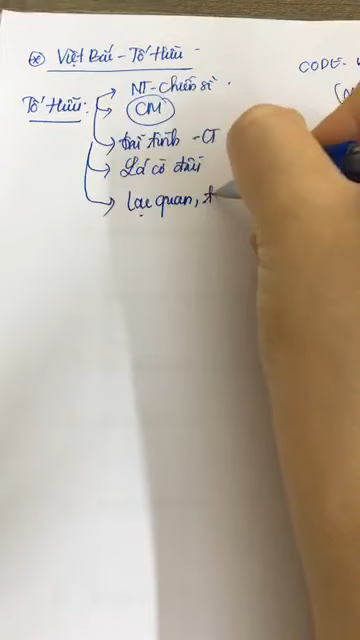 Việt Bắc - Tố Hữu -
CODE-
Tố Hữu:
NT-Chiến sĩ.
CM
trữ tình - CT
Lá cờ đầu
Lạc quan, t